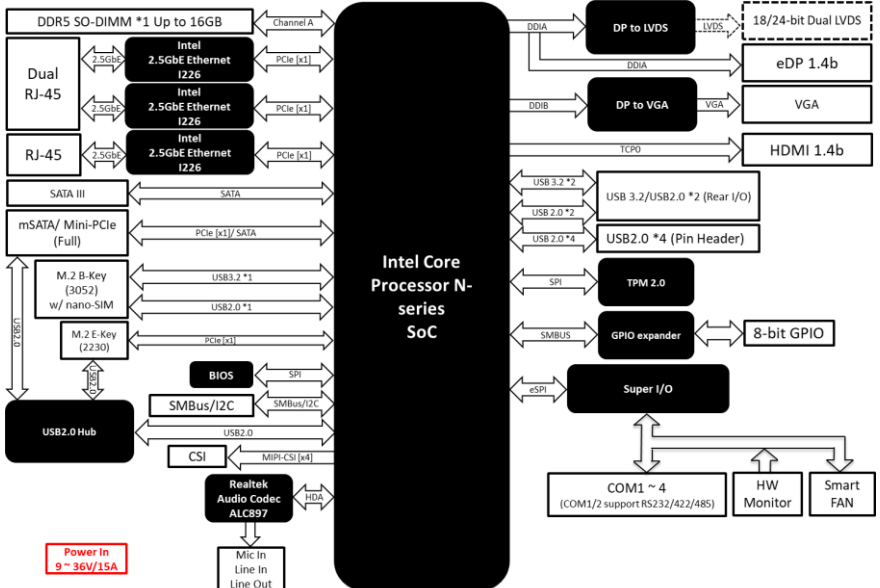 DDR5 SO-DIMM *1 Up to 16GB
Channel A
Dual
RJ-45
2.5GbE
Intel
2.5GbE Ethernet
I226
PCIe [x1]
2.5GbE
Intel
2.5GbE Ethernet
I226
PCIe [x1]
RJ-45
2.5GbE
Intel
2.5GbE Ethernet
I226
PCIe [x1]
SATA III
SATA
mSATA/ Mini-PCIe
(Full)
PCIe [x1]/ SATA
M.2 B-Key
(3052)
w/ nano-SIM
USB3.2 *1
USB2.0 *1
M.2 E-Key
(2230)
PCIe [x1]
USB2.0
USB2.0
BIOS
SPI
SMBus/I2C
SMBus/I2C
USB2.0 Hub
USB2.0
CSI
MIPI-CSI [x4]
Realtek
Audio Codec
ALC897
HDA
Mic In
Line In
Line Out
Power In
9 ~ 36V/15A
Intel Core
Processor N-
series
SoC
DDIA
DP to LVDS
LVDS
18/24-bit Dual LVDS
DDIA
eDP 1.4b
DDIB
DP to VGA
VGA
VGA
TCP0
HDMI 1.4b
USB 3.2 *2
USB 2.0 *2
USB 3.2/USB2.0 *2 (Rear I/O)
USB 2.0 *4
USB2.0 *4 (Pin Header)
SPI
TPM 2.0
SMBUS
GPIO expander
8-bit GPIO
eSPI
Super I/O
COM1 ~ 4
(COM1/2 support RS232/422/485)
HW
Monitor
Smart
FAN